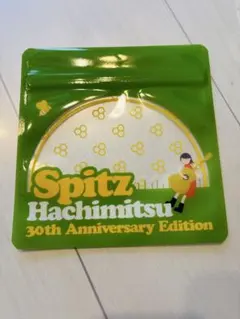 Spitz
Hachimitsu
30th Anniversary Edition